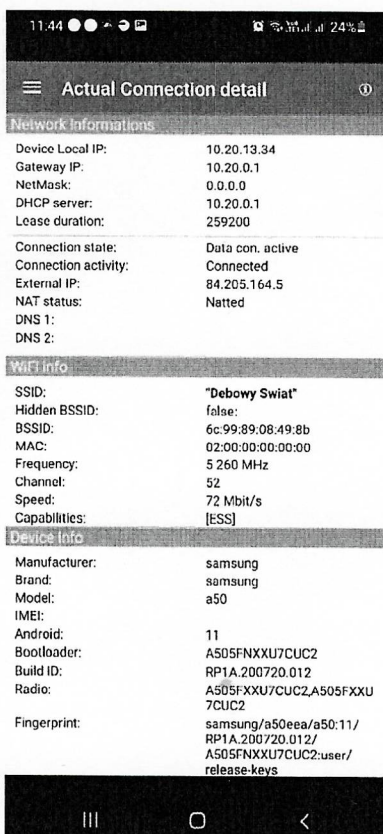 11:44
24%
Actual Connection detail
Network Informations
Device Local IP: 10.20.13.34
Gateway IP: 10.20.0.1
NetMask: 0.0.0.0
DHCP server: 10.20.0.1
Lease duration: 259200
Connection state: Data con. active
Connection activity: Connected
External IP: 84.205.164.5
NAT status: Natted
DNS 1:
DNS 2:
WiFi info
SSID: "Debowy Swiat"
Hidden BSSID: false:
BSSID: 6c:99:89:08:49:8b
MAC: 02:00:00:00:00:00
Frequency: 5 260 MHz
Channel: 52
Speed: 72 Mbit/s
Capabilities: [ESS]
Device Info
Manufacturer: samsung
Brand: samsung
Model: a50
IMEI:
Android: 11
Bootloader: A505FNXXU7CUC2
Build ID: RP1A.200720.012
Radio: A505FXXU7CUC2,A505FXXU
7CUC2
Fingerprint: samsung/a50eea/a50:11/
RP1A.200720.012/
A505FNXXU7CUC2:user/
release-keys